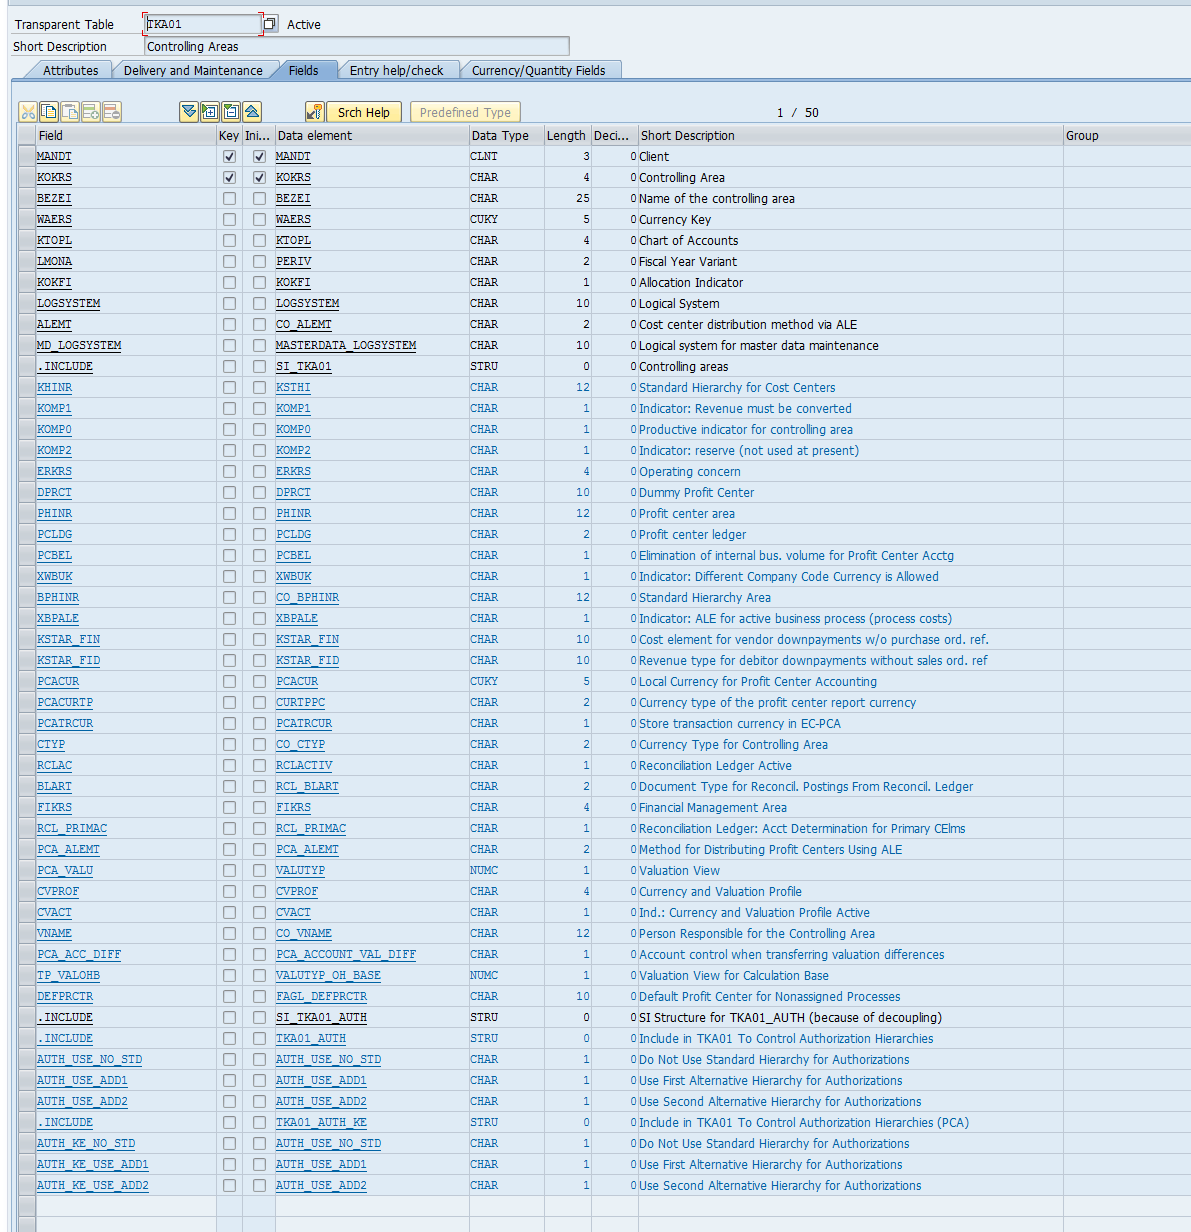 Transparent Table TKA01 Active
Short Description Controlling Areas
Attributes Delivery and Maintenance Fields Entry help/check Currency/Quantity Fields
Srch Help Predefined Type 1 / 50
Field Key Ini... Data element Data Type Length Deci... Short Description Group
MANDT MANDT CLNT 3 0 Client
KOKRS KOKRS CHAR 4 0 Controlling Area
BEZEI BEZEI CHAR 25 0 Name of the controlling area
WAERS WAERS CUKY 5 0 Currency Key
KTOPL KTOPL CHAR 4 0 Chart of Accounts
LMONA PERIV CHAR 2 0 Fiscal Year Variant
KOKFI KOKFI CHAR 1 0 Allocation Indicator
LOGSYSTEM LOGSYSTEM CHAR 10 0 Logical System
ALEMT CO_ALEMT CHAR 2 0 Cost center distribution method via ALE
MD_LOGSYSTEM MASTERDATA_LOGSYSTEM CHAR 10 0 Logical system for master data maintenance
.INCLUDE SI_TKA01 STRU 0 0 Controlling areas
KHINR KSTHI CHAR 12 0 Standard Hierarchy for Cost Centers
KOMP1 KOMP1 CHAR 1 0 Indicator: Revenue must be converted
KOMP0 KOMP0 CHAR 1 0 Productive indicator for controlling area
KOMP2 KOMP2 CHAR 1 0 Indicator: reserve (not used at present)
ERKRS ERKRS CHAR 4 0 Operating concern
DPRCT DPRCT CHAR 10 0 Dummy Profit Center
PHINR PHINR CHAR 12 0 Profit center area
PCLDG PCLDG CHAR 2 0 Profit center ledger
PCBEL PCBEL CHAR 1 0 Elimination of internal bus. volume for Profit Center Acctg
XWBUK XWBUK CHAR 1 0 Indicator: Different Company Code Currency is Allowed
BPHINR CO_BPHINR CHAR 12 0 Standard Hierarchy Area
XBPALE XBPALE CHAR 1 0 Indicator: ALE for active business process (process costs)
KSTAR_FIN KSTAR_FIN CHAR 10 0 Cost element for vendor downpayments w/o purchase ord. ref.
KSTAR_FID KSTAR_FID CHAR 10 0 Revenue type for debitor downpayments without sales ord. ref
PCACUR PCACUR CUKY 5 0 Local Currency for Profit Center Accounting
PCACURTP CURTPPC CHAR 2 0 Currency type of the profit center report currency
PCATRCUR PCATRCUR CHAR 1 0 Store transaction currency in EC-PCA
CTYP CO_CTYP CHAR 2 0 Currency Type for Controlling Area
RCLAC RCLACTIV CHAR 1 0 Reconciliation Ledger Active
BLART RCL_BLART CHAR 2 0 Document Type for Reconcil. Postings From Reconcil. Ledger
FIKRS FIKRS CHAR 4 0 Financial Management Area
RCL_PRIMAC RCL_PRIMAC CHAR 1 0 Reconciliation Ledger: Acct Determination for Primary CElms
PCA_ALEMT PCA_ALEMT CHAR 2 0 Method for Distributing Profit Centers Using ALE
PCA_VALU VALUTYP NUMC 1 0 Valuation View
CVPROF CVPROF CHAR 4 0 Currency and Valuation Profile
CVACT CVACT CHAR 1 0 Ind.: Currency and Valuation Profile Active
VNAME CO_VNAME CHAR 12 0 Person Responsible for the Controlling Area
PCA_ACC_DIFF PCA_ACCOUNT_VAL_DIFF CHAR 1 0 Account control when transferring valuation differences
TP_VALOHB VALUTYP_OH_BASE NUMC 1 0 Valuation View for Calculation Base
DEFPRCTR FAGL_DEFPRCTR CHAR 10 0 Default Profit Center for Nonassigned Processes
.INCLUDE SI_TKA01_AUTH STRU 0 0 SI Structure for TKA01_AUTH (because of decoupling)
.INCLUDE TKA01_AUTH STRU 0 0 Include in TKA01 To Control Authorization Hierarchies
AUTH_USE_NO_STD AUTH_USE_NO_STD CHAR 1 0 Do Not Use Standard Hierarchy for Authorizations
AUTH_USE_ADD1 AUTH_USE_ADD1 CHAR 1 0 Use First Alternative Hierarchy for Authorizations
AUTH_USE_ADD2 AUTH_USE_ADD2 CHAR 1 0 Use Second Alternative Hierarchy for Authorizations
.INCLUDE TKA01_AUTH_KE STRU 0 0 Include in TKA01 To Control Authorization Hierarchies (PCA)
AUTH_KE_NO_STD AUTH_USE_NO_STD CHAR 1 0 Do Not Use Standard Hierarchy for Authorizations
AUTH_KE_USE_ADD1 AUTH_USE_ADD1 CHAR 1 0 Use First Alternative Hierarchy for Authorizations
AUTH_KE_USE_ADD2 AUTH_USE_ADD2 CHAR 1 0 Use Second Alternative Hierarchy for Authorizations